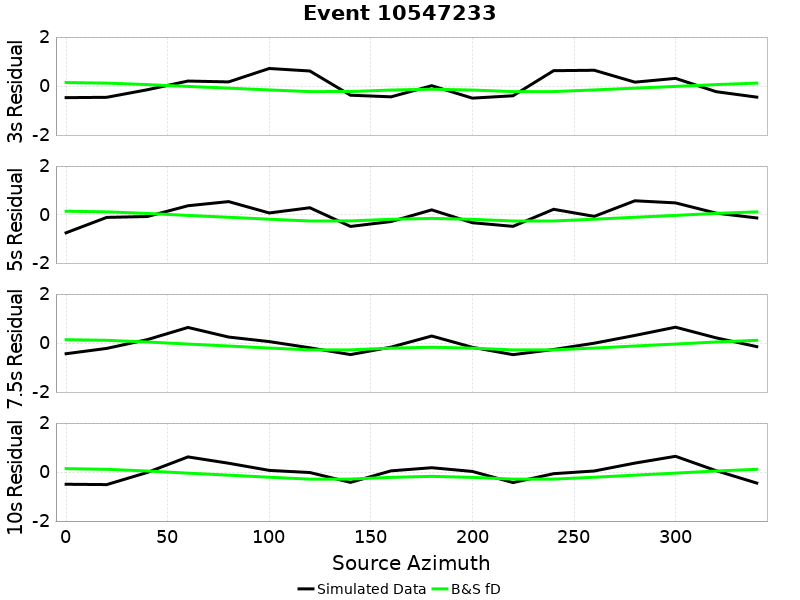 Event 10547233
3s Residual
2
0
-2
5s Residual
2
0
-2
7.5s Residual
2
0
-2
10s Residual
2
0
-2
0 50 100 150 200 250 300
Source Azimuth
Simulated Data B&S fD